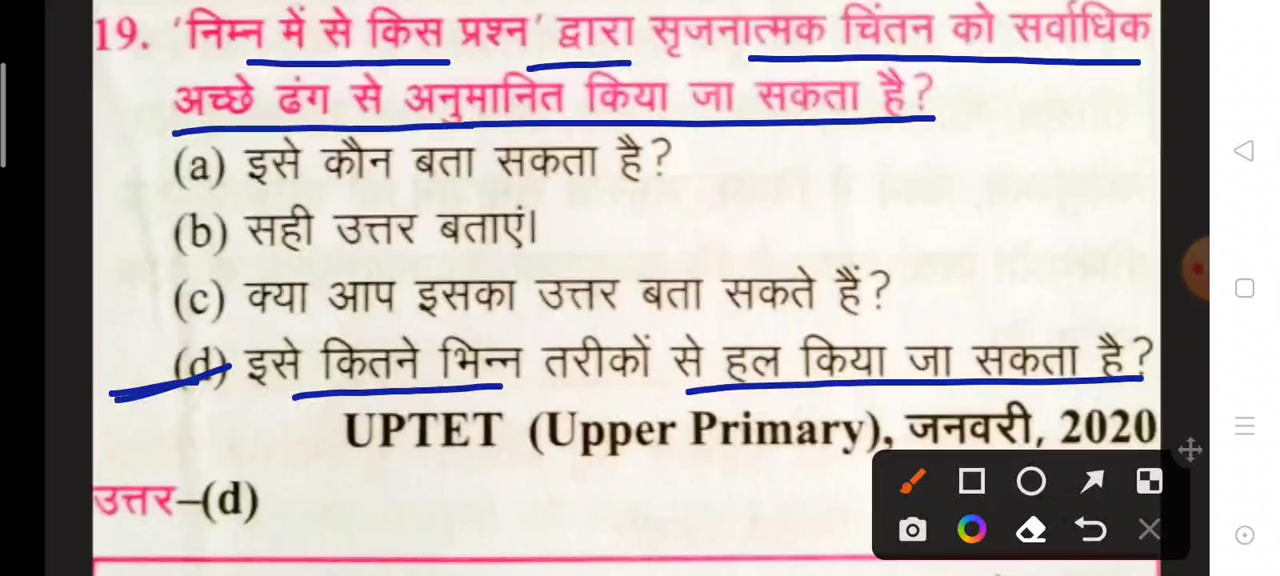 19. 'निम्न में से किस प्रश्न' द्वारा सृजनात्मक चिंतन को सर्वाधिक
अच्छे ढंग से अनुमानित किया जा सकता है?
(a) इसे कौन बता सकता है?
(b) सही उत्तर बताएं।
(c) क्या आप इसका उत्तर बता सकते हैं?
(d) इसे कितने भिन्न तरीकों से हल किया जा सकता है?
UPTET (Upper Primary), जनवरी, 2020
उत्तर–(d)